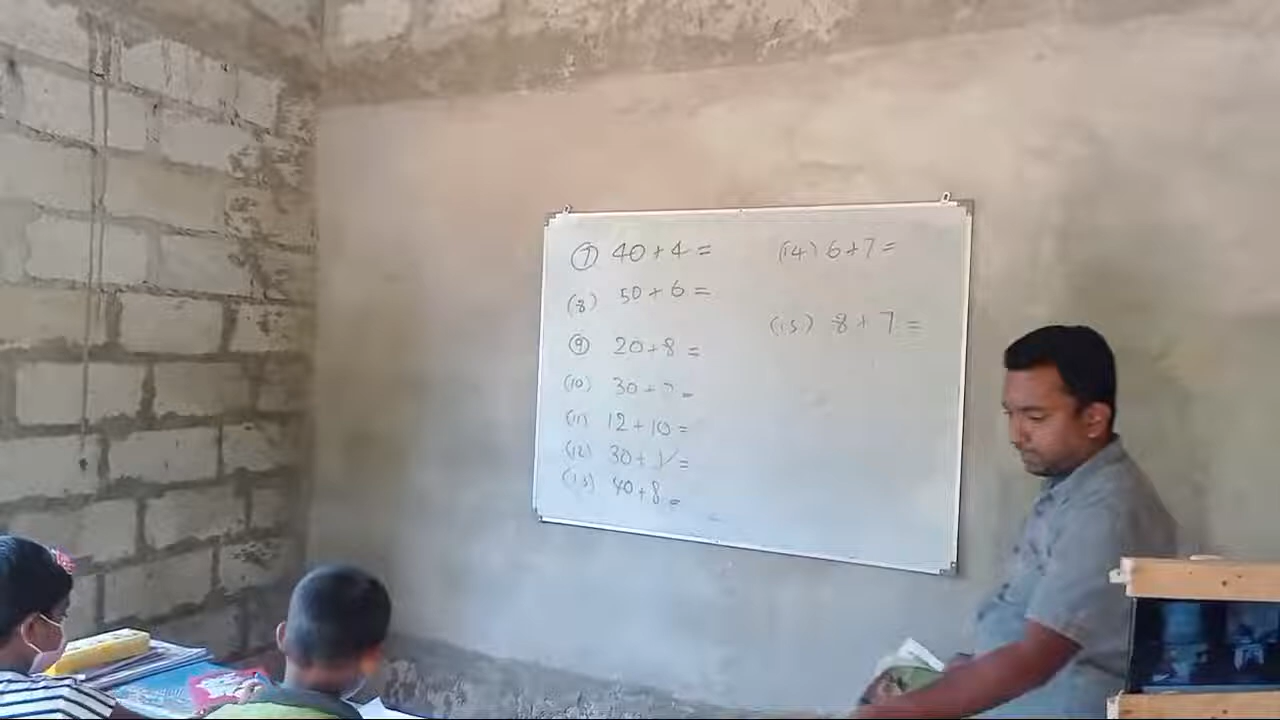 (7) 40 + 4 =
(8) 50 + 6 =
(9) 20 + 8 =
(10) 30 +
(11) 12 + 10 =
(12) 30 +
(13) 40 + 8 =
(14) 6 + 7 =
(15) 8 + 7 =